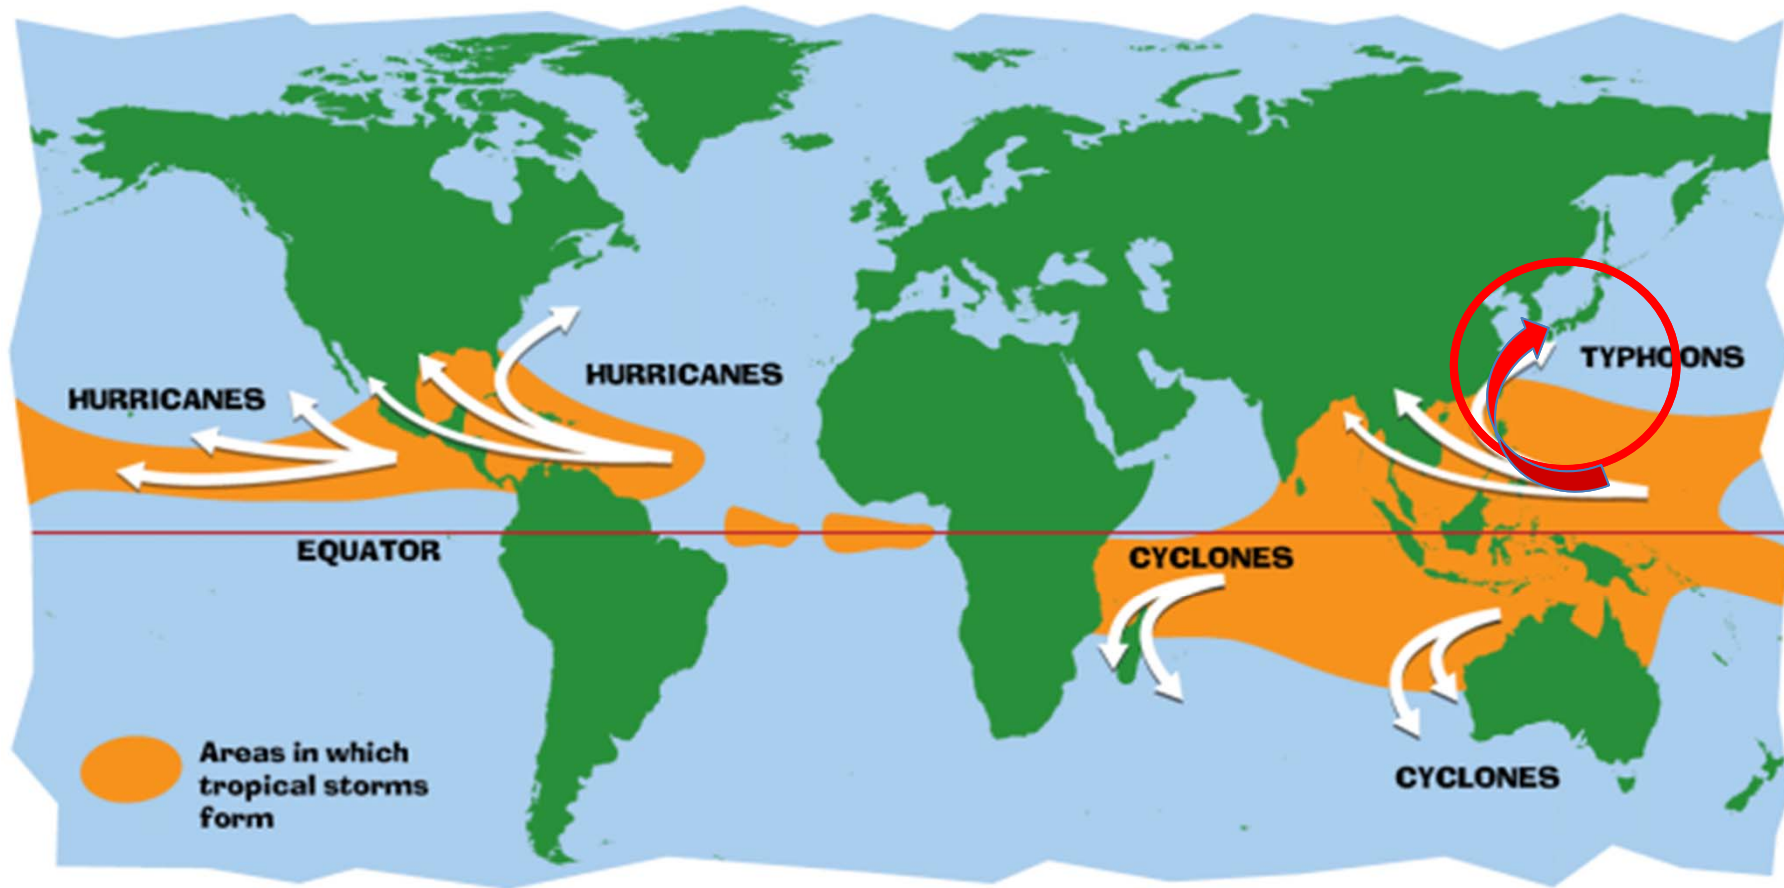 HURRICANES
HURRICANES
TYPHOONS
EQUATOR
CYCLONES
CYCLONES
Areas in which
tropical storms
form